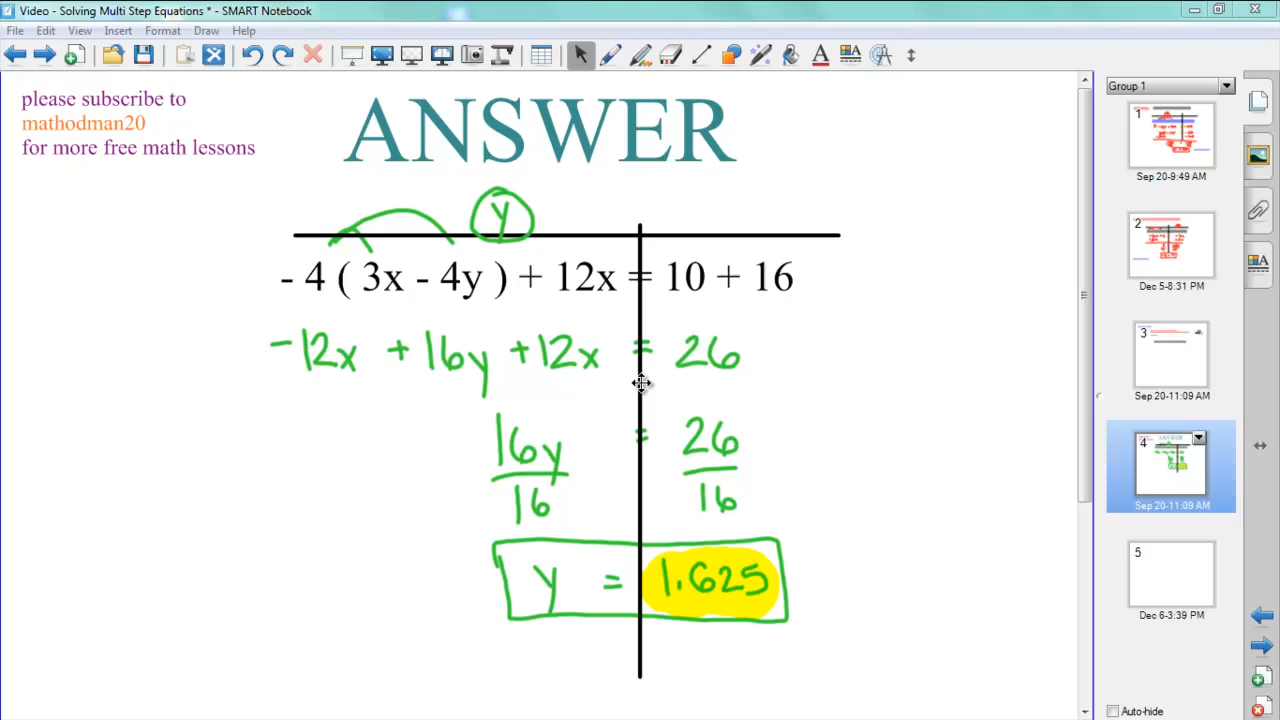 Video - Solving Multi Step Equations * - SMART Notebook
File Edit View Insert Format Draw Help
please subscribe to
mathodman20
for more free math lessons
ANSWER
y
- 4 ( 3x - 4y ) + 12x = 10 + 16
-12x + 16y + 12x = 26
16y = 26
16 16
y = 1.625
Group 1
1
Sep 20-9:49 AM
2
Dec 5-8:31 PM
3
Sep 20-11:09 AM
4
Sep 20-11:09 AM
5
Dec 6-3:39 PM
Auto-hide